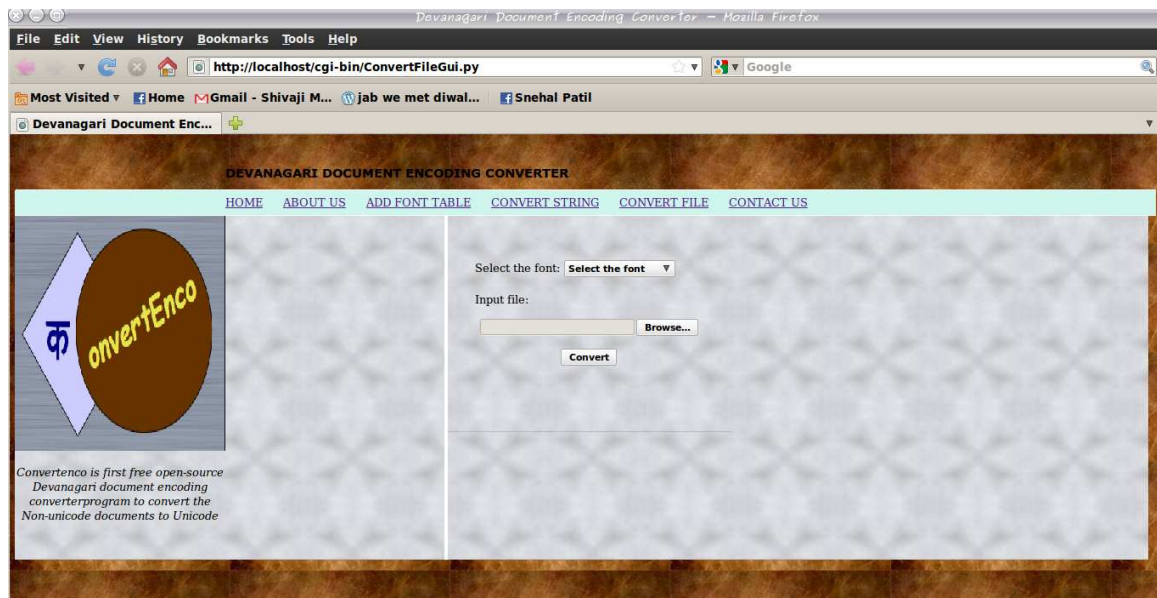 Devanagari Document Encoding Converter - Mozilla Firefox
File Edit View History Bookmarks Tools Help
http://localhost/cgi-bin/ConvertFileGui.py Google
Most Visited Home Gmail - Shivaji M... jab we met diwal... Snehal Patil
Devanagari Document Enc...
DEVANAGARI DOCUMENT ENCODING CONVERTER
HOME ABOUT US ADD FONT TABLE CONVERT STRING CONVERT FILE CONTACT US
क onvertEnco
Select the font: Select the font
Input file:
Browse...
Convert
Convertenco is first free open-source
Devanagari document encoding
converterprogram to convert the
Non-unicode documents to Unicode